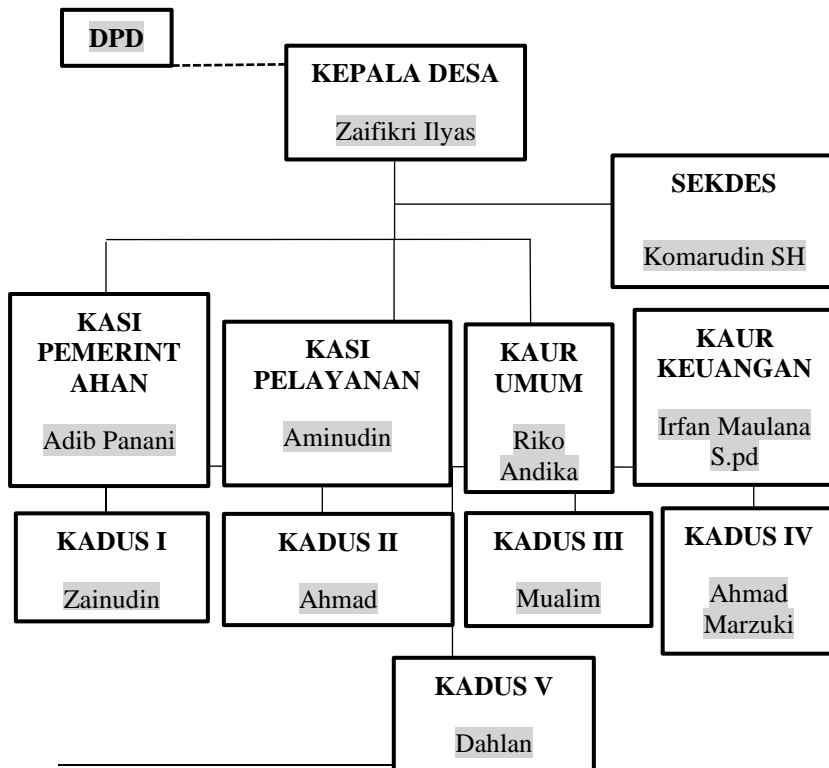 DPD
KEPALA DESA
Zaifikri Ilyas
SEKDES
Komarudin SH
KASI
PEMERINT
AHAN
Adib Panani
KASI
PELAYANAN
Aminudin
KAUR
UMUM
Riko
Andika
KAUR
KEUANGAN
Irfan Maulana
S.pd
KADUS I
Zainudin
KADUS II
Ahmad
KADUS III
Mualim
KADUS IV
Ahmad
Marzuki
KADUS V
Dahlan